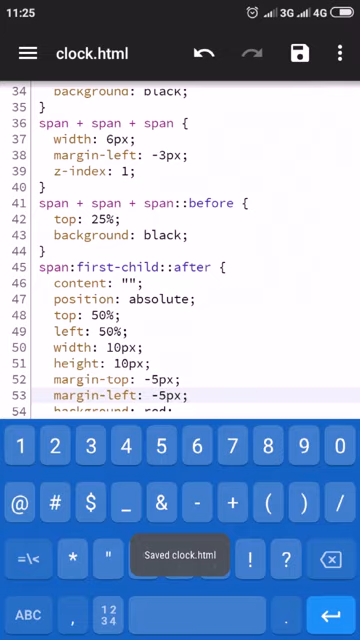 11:25 3G 4G
clock.html
34 background: black;
35 }
36 span + span + span {
37 width: 6px;
38 margin-left: -3px;
39 z-index: 1;
40 }
41 span + span + span::before {
42 top: 25%;
43 background: black;
44 }
45 span:first-child::after {
46 content: "";
47 position: absolute;
48 top: 50%;
49 left: 50%;
50 width: 10px;
51 height: 10px;
52 margin-top: -5px;
53 margin-left: -5px;
54 background: red;
1 2 3 4 5 6 7 8 9 0
@ # $ _ & - + ( ) /
=\< * " ! ?
Saved clock.html
ABC , 12 34 .